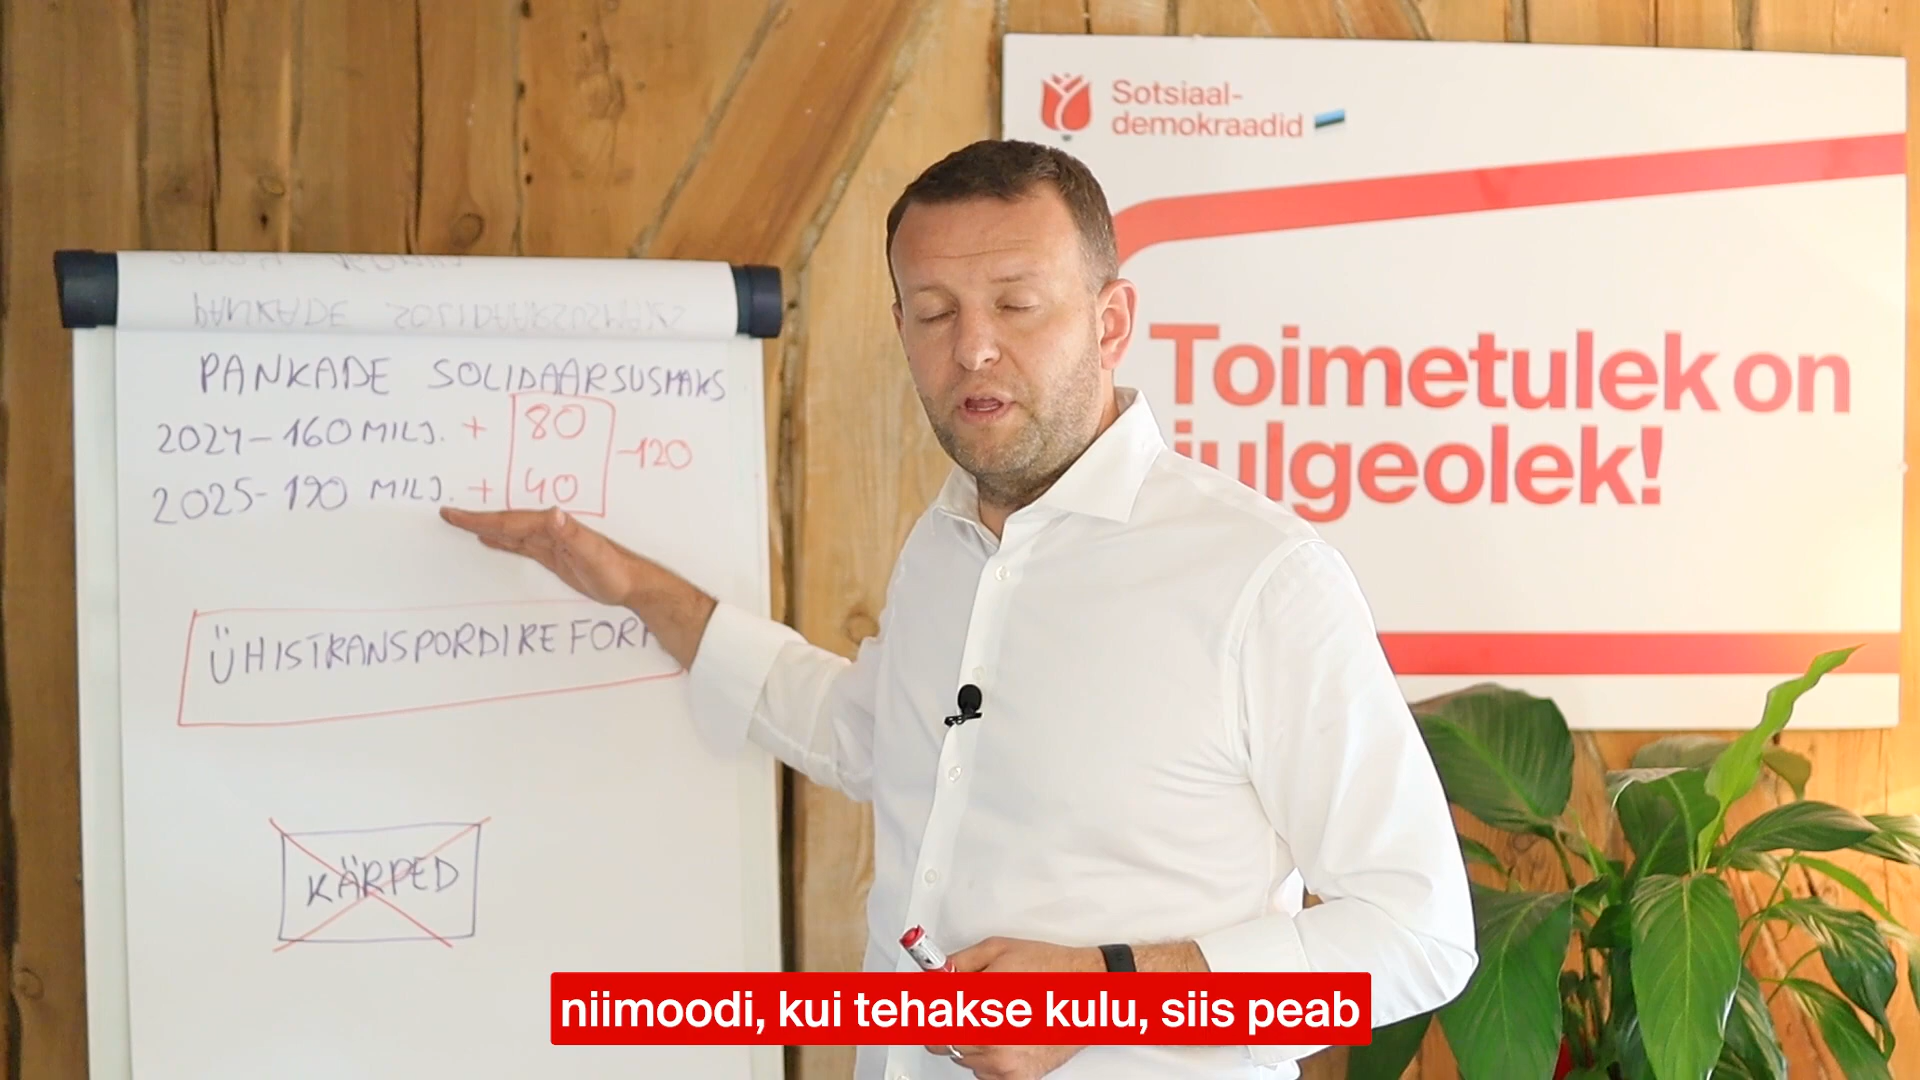 PANKADE SOLIDAARSUSMAKS
2024 - 160 MILJ. + 80
2025 - 190 MILJ. + 40
-120
ÜHISTRANSPORDIREFORM
KÄRPED
Sotsiaal-
demokraadid
Toimetulek on
julgeolek!
niimoodi, kui tehakse kulu, siis peab